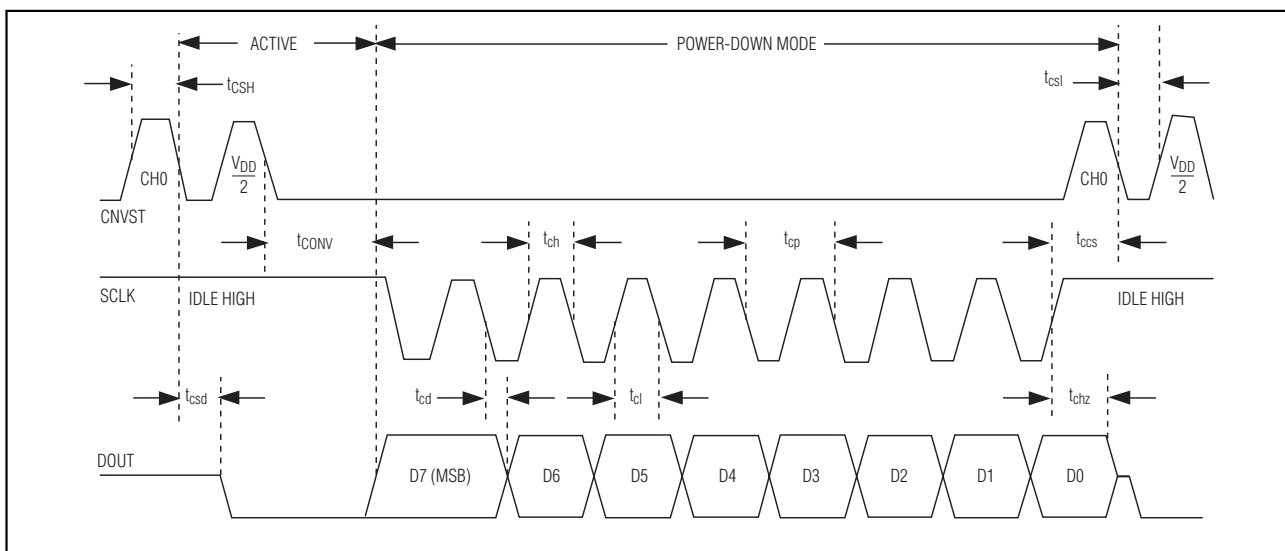 ACTIVE
POWER-DOWN MODE
tCSH
tcsl
CH0
VDD
2
CH0
VDD
2
CNVST
tCONV
tch
tcp
tccs
SCLK
IDLE HIGH
IDLE HIGH
tcsd
tcd
tcl
tchz
DOUT
D7 (MSB)
D6
D5
D4
D3
D2
D1
D0